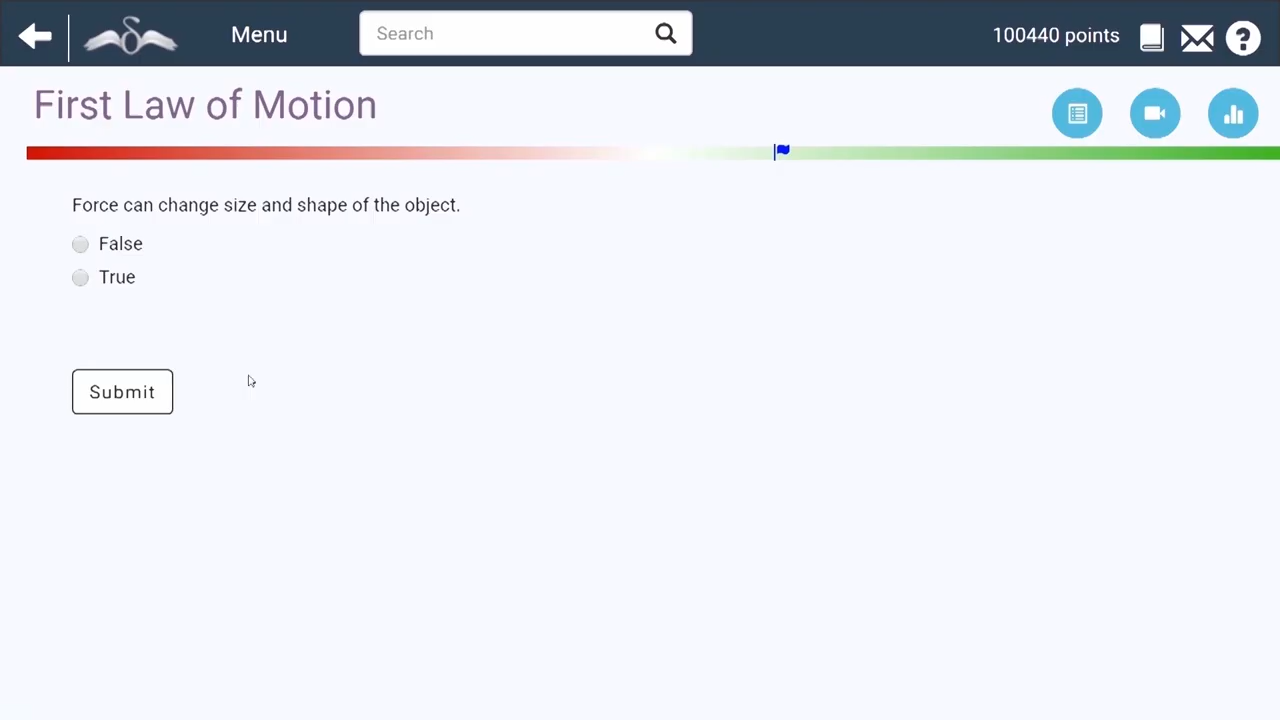 Menu
Search
100440 points
?
First Law of Motion
Force can change size and shape of the object.
False
True
Submit